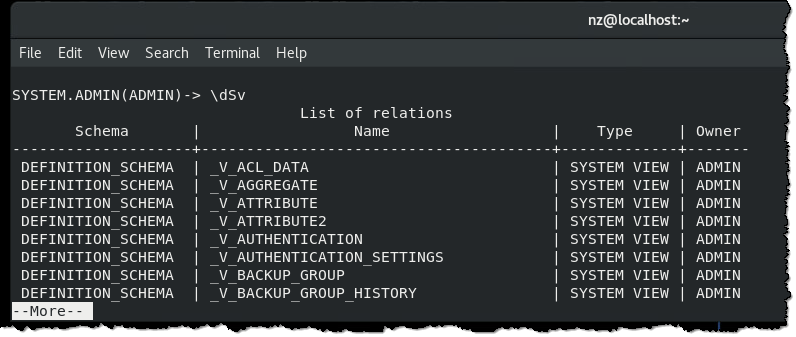 nz@localhost:~
File Edit View Search Terminal Help
SYSTEM.ADMIN(ADMIN)-> \dSv
List of relations
Schema | Name | Type | Owner
--------------------+---------------------------------------+-------------+-------
DEFINITION_SCHEMA | _V_ACL_DATA | SYSTEM VIEW | ADMIN
DEFINITION_SCHEMA | _V_AGGREGATE | SYSTEM VIEW | ADMIN
DEFINITION_SCHEMA | _V_ATTRIBUTE | SYSTEM VIEW | ADMIN
DEFINITION_SCHEMA | _V_ATTRIBUTE2 | SYSTEM VIEW | ADMIN
DEFINITION_SCHEMA | _V_AUTHENTICATION | SYSTEM VIEW | ADMIN
DEFINITION_SCHEMA | _V_AUTHENTICATION_SETTINGS | SYSTEM VIEW | ADMIN
DEFINITION_SCHEMA | _V_BACKUP_GROUP | SYSTEM VIEW | ADMIN
DEFINITION_SCHEMA | _V_BACKUP_GROUP_HISTORY | SYSTEM VIEW | ADMIN
--More--